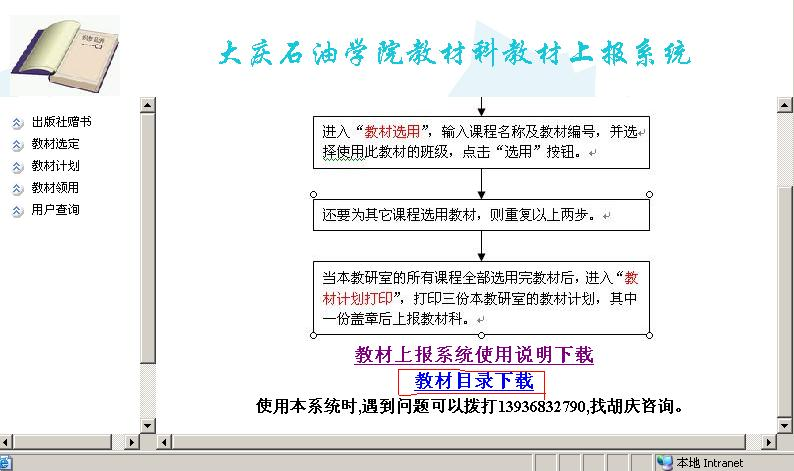 大庆石油学院教材科教材上报系统
出版社赠书
教材选定
教材计划
教材领用
用户查询
进入“教材选用”，输入课程名称及教材编号，并选
择使用此教材的班级，点击“选用”按钮。
还要为其它课程选用教材，则重复以上两步。
当本教研室的所有课程全部选用完教材后，进入“教
材计划打印”，打印三份本教研室的教材计划，其中
一份盖章后上报教材科。
教材上报系统使用说明下载
教材目录下载
使用本系统时,遇到问题可以拨打13936832790,找胡庆咨询。
本地 Intranet